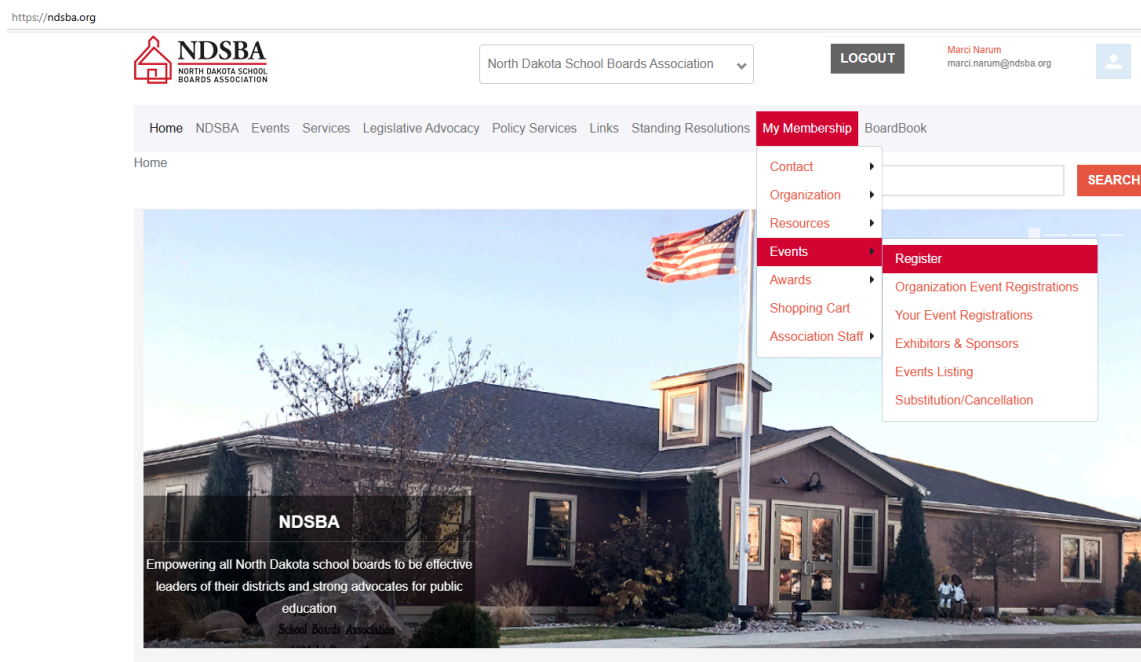 https://ndsba.org
NDSBA
NORTH DAKOTA SCHOOL
BOARDS ASSOCIATION
North Dakota School Boards Association
LOGOUT
Marci Narum
marci.narum@ndsba.org
Home NDSBA Events Services Legislative Advocacy Policy Services Links Standing Resolutions My Membership BoardBook
Home
SEARCH
Contact
Organization
Resources
Events
Awards
Shopping Cart
Association Staff
Register
Organization Event Registrations
Your Event Registrations
Exhibitors & Sponsors
Events Listing
Substitution/Cancellation
NDSBA
Empowering all North Dakota school boards to be effective
leaders of their districts and strong advocates for public
education
School Boards Association